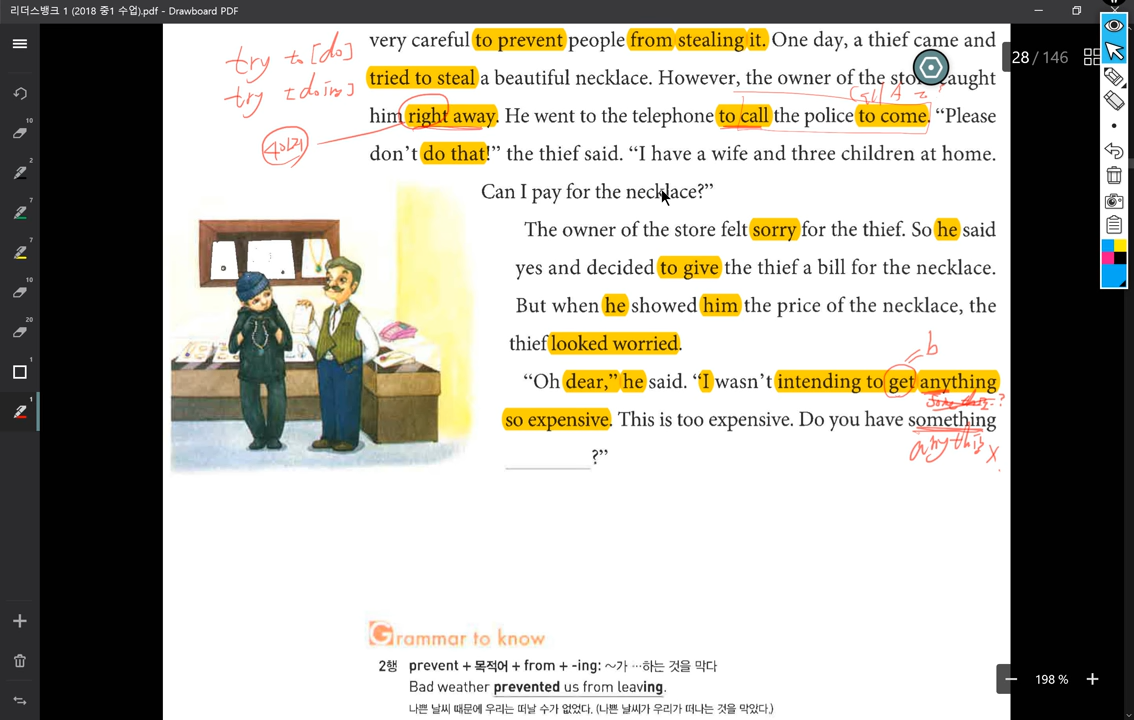 리더스뱅크 1 (2018 중1 수업).pdf - Drawboard PDF
28 / 146
try to [do]
try [doing]
very careful to prevent people from stealing it. One day, a thief came and
tried to steal a beautiful necklace. However, the owner of the store caught
call A
him right away. He went to the telephone to call the police to come. “Please
don’t do that!” the thief said. “I have a wife and three children at home.
Can I pay for the necklace?”
The owner of the store felt sorry for the thief. So he said
yes and decided to give the thief a bill for the necklace.
But when he showed him the price of the necklace, the
thief looked worried.
b
“Oh dear,” he said. “I wasn’t intending to get anything
something?
so expensive. This is too expensive. Do you have something
anything X
?”
Grammar to know
2행 prevent + 목적어 + from + -ing: ～가 …하는 것을 막다
Bad weather prevented us from leaving.
나쁜 날씨 때문에 우리는 떠날 수가 없었다. (나쁜 날씨가 우리가 떠나는 것을 막았다.)
198 %
10
2
7
7
10
20
1
1